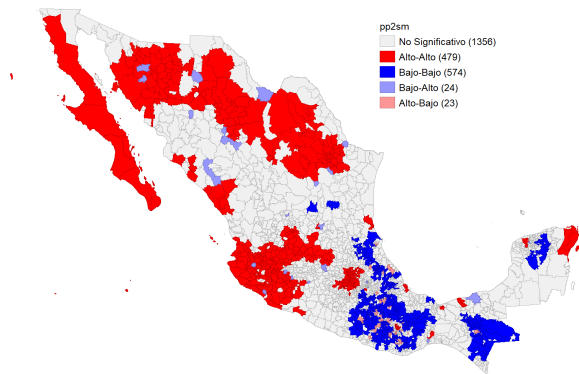 pp2sm
No Significativo (1356)
Alto-Alto (479)
Bajo-Bajo (574)
Bajo-Alto (24)
Alto-Bajo (23)